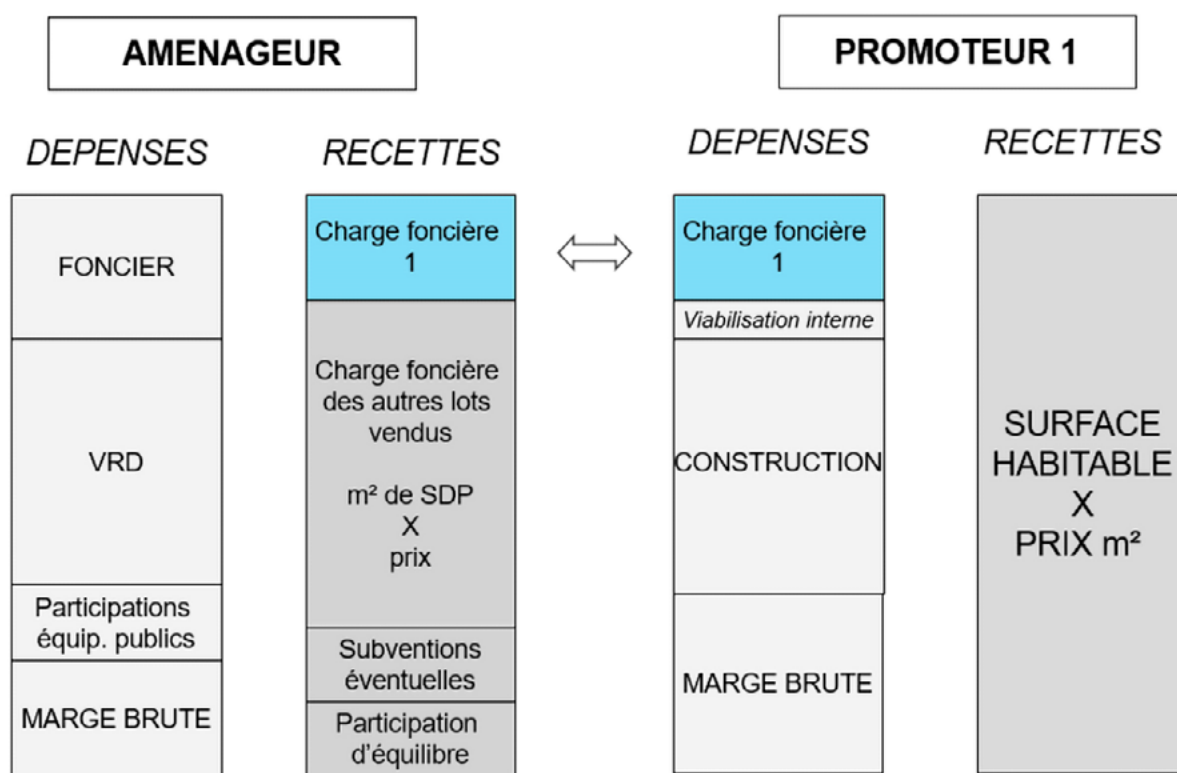 AMENAGEUR
PROMOTEUR 1
DEPENSES
RECETTES
DEPENSES
RECETTES
FONCIER
VRD
Participations
équip. publics
MARGE BRUTE
Charge foncière
1
Charge foncière
des autres lots
vendus
m² de SDP
X
prix
Subventions
éventuelles
Participation
d'équilibre
Charge foncière
1
Viabilisation interne
CONSTRUCTION
MARGE BRUTE
SURFACE
HABITABLE
X
PRIX m²